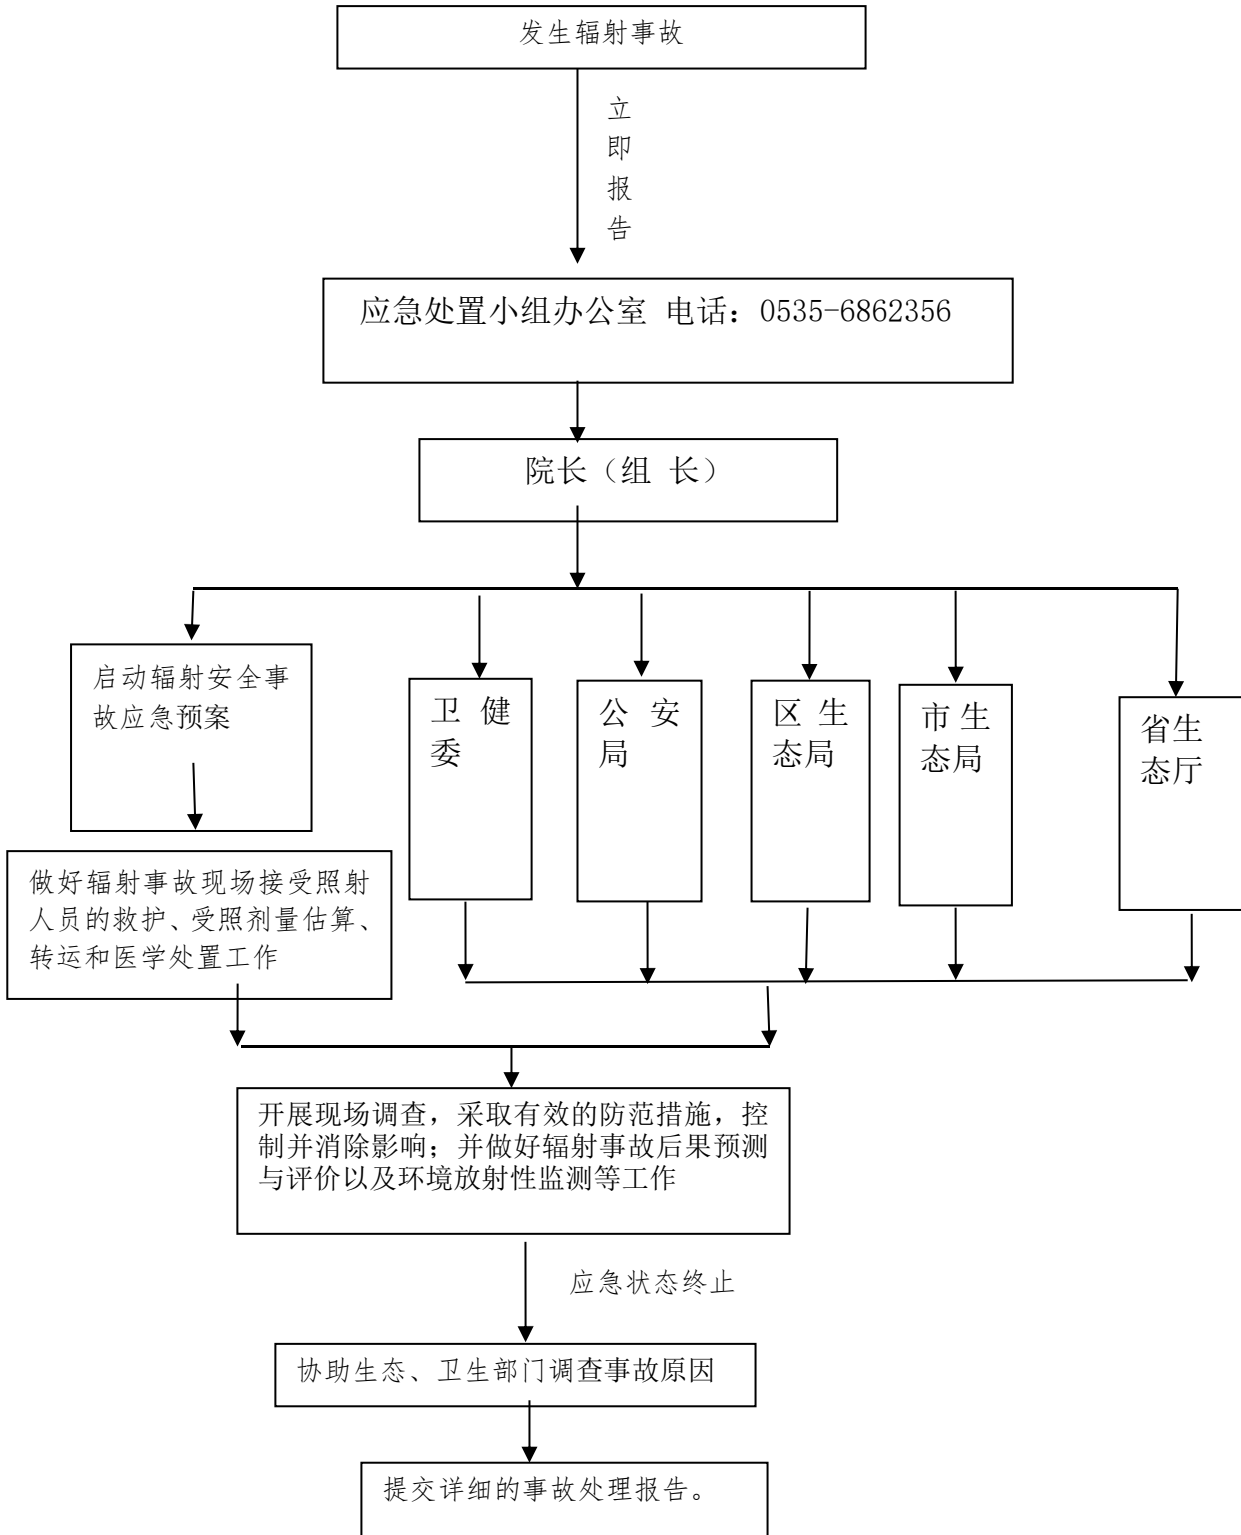 发生辐射事故
立
即
报
告
应急处置小组办公室 电话：0535-6862356
院长（组 长）
启动辐射安全事
故应急预案
卫 健
委
公 安
局
区 生
态局
市 生
态局
省生
态厅
做好辐射事故现场接受照射
人员的救护、受照剂量估算、
转运和医学处置工作
开展现场调查，采取有效的防范措施，控
制并消除影响；并做好辐射事故后果预测
与评价以及环境放射性监测等工作
应急状态终止
协助生态、卫生部门调查事故原因
提交详细的事故处理报告。